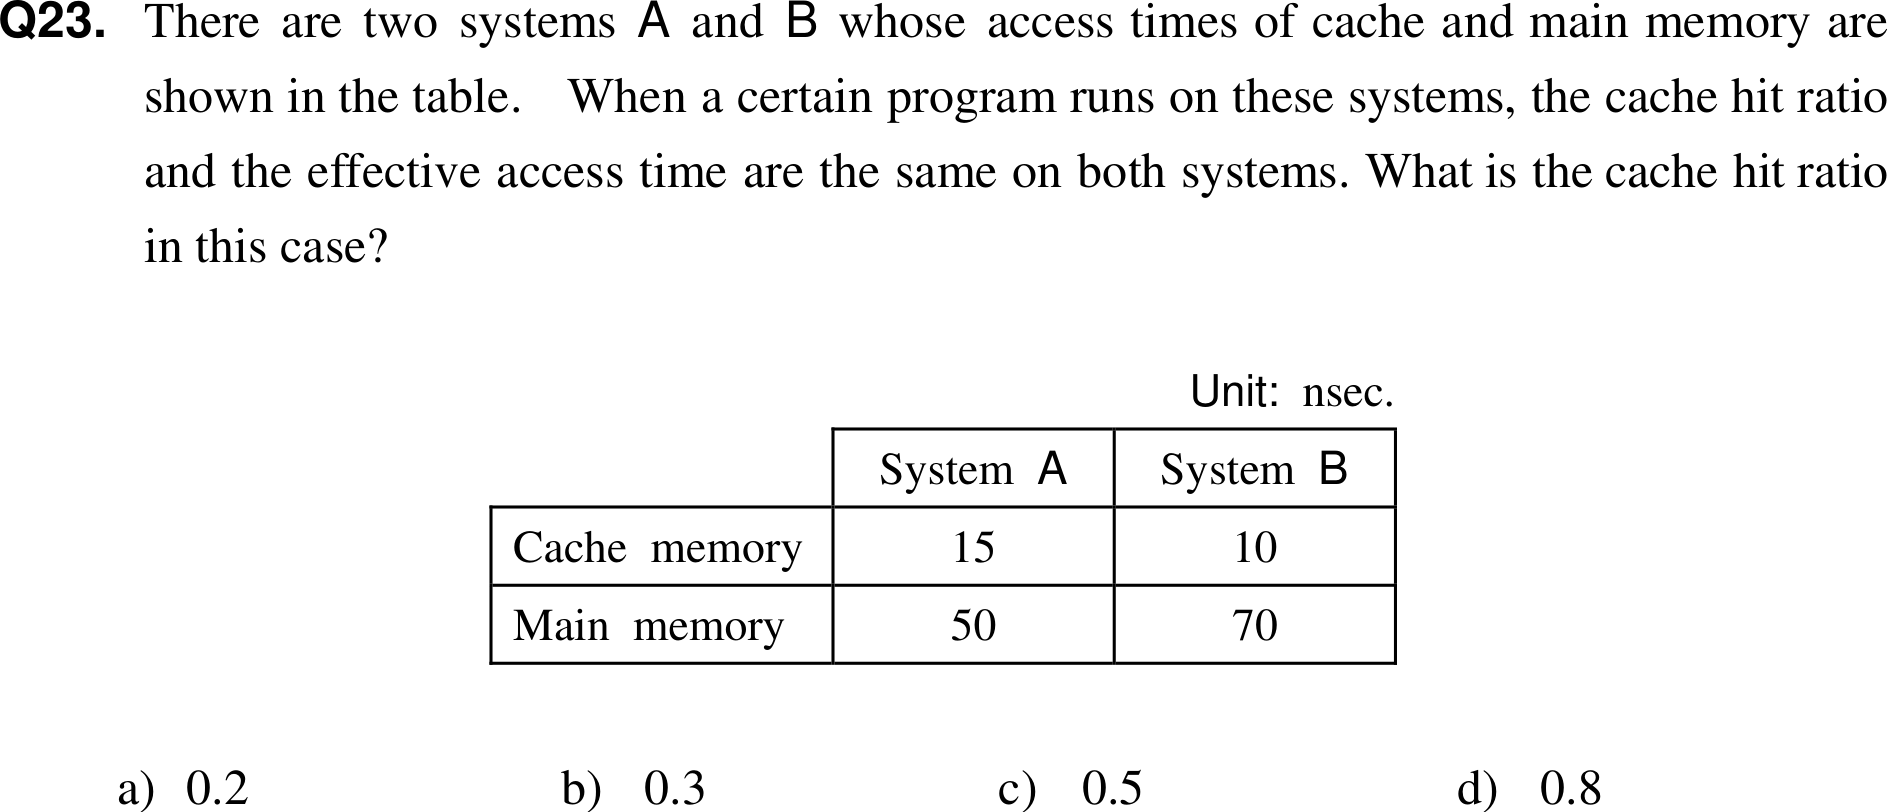 Q23. There are two systems A and B whose access times of cache and main memory are
shown in the table. When a certain program runs on these systems, the cache hit ratio
and the effective access time are the same on both systems. What is the cache hit ratio
in this case?
Unit: nsec.
System A System B
Cache memory 15 10
Main memory 50 70
a) 0.2 b) 0.3 c) 0.5 d) 0.8